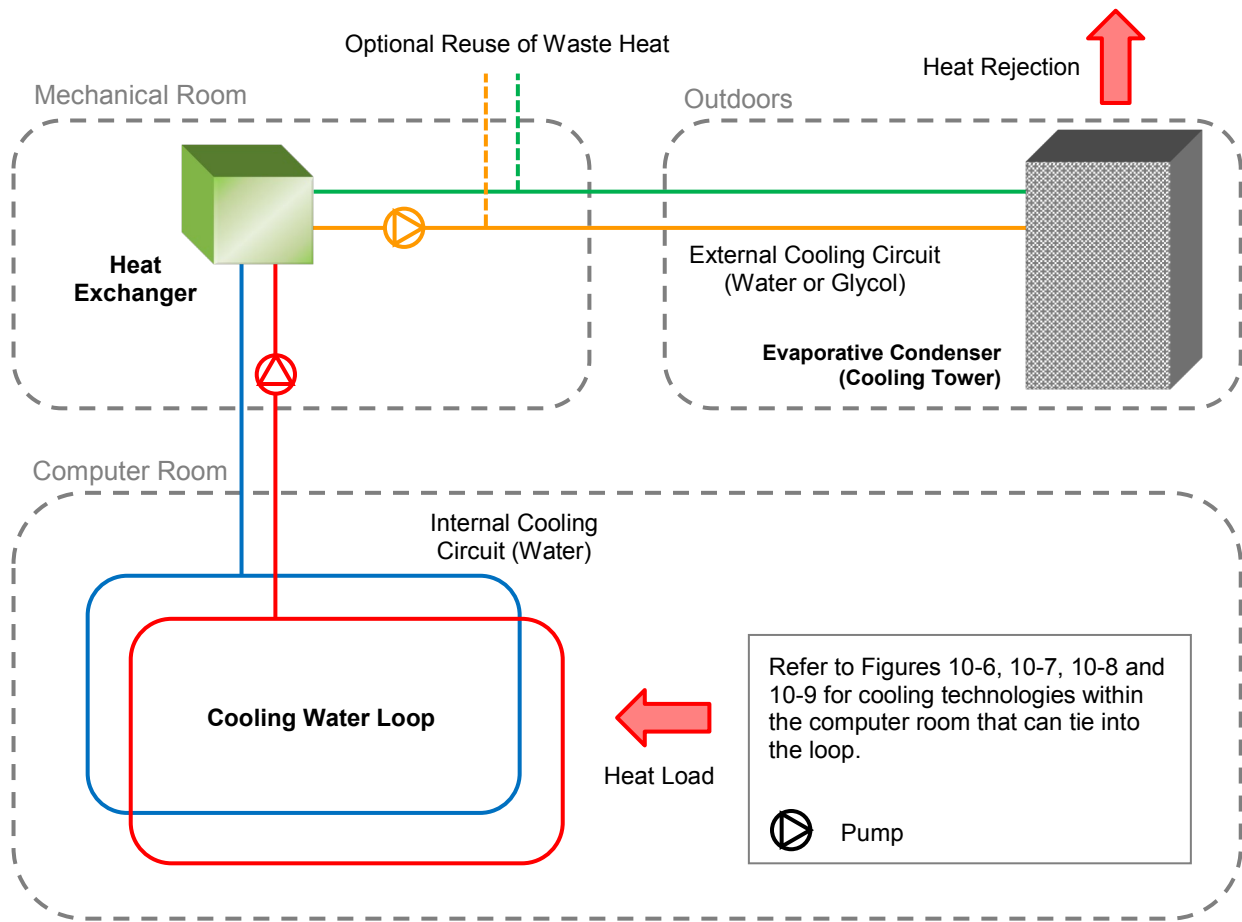 Optional Reuse of Waste Heat
Heat Rejection
Mechanical Room
Outdoors
Heat
Exchanger
External Cooling Circuit
(Water or Glycol)
Evaporative Condenser
(Cooling Tower)
Computer Room
Internal Cooling
Circuit (Water)
Cooling Water Loop
Heat Load
Refer to Figures 10-6, 10-7, 10-8 and
10-9 for cooling technologies within
the computer room that can tie into
the loop.
Pump